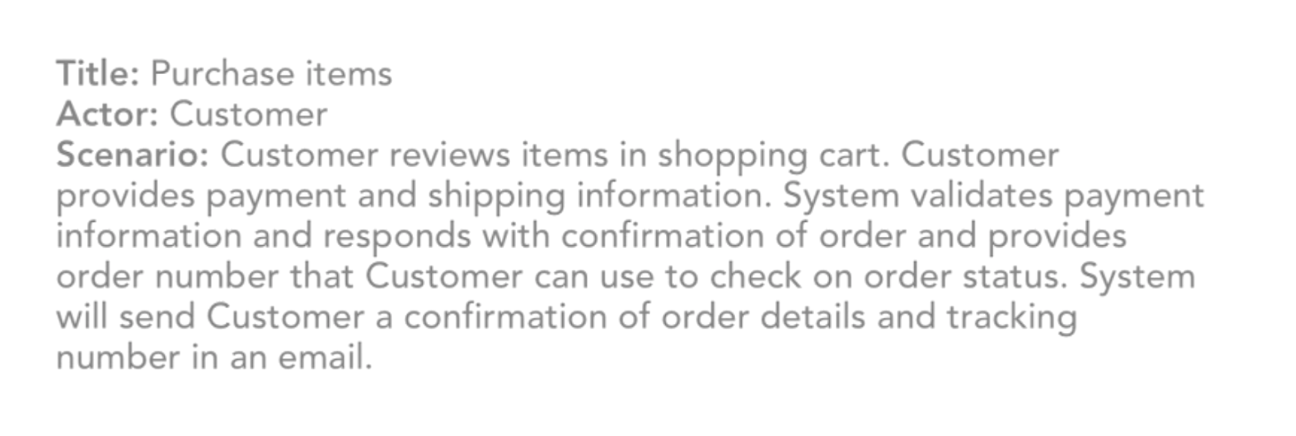 Title: Purchase items
Actor: Customer
Scenario: Customer reviews items in shopping cart. Customer
provides payment and shipping information. System validates payment
information and responds with confirmation of order and provides
order number that Customer can use to check on order status. System
will send Customer a confirmation of order details and tracking
number in an email.